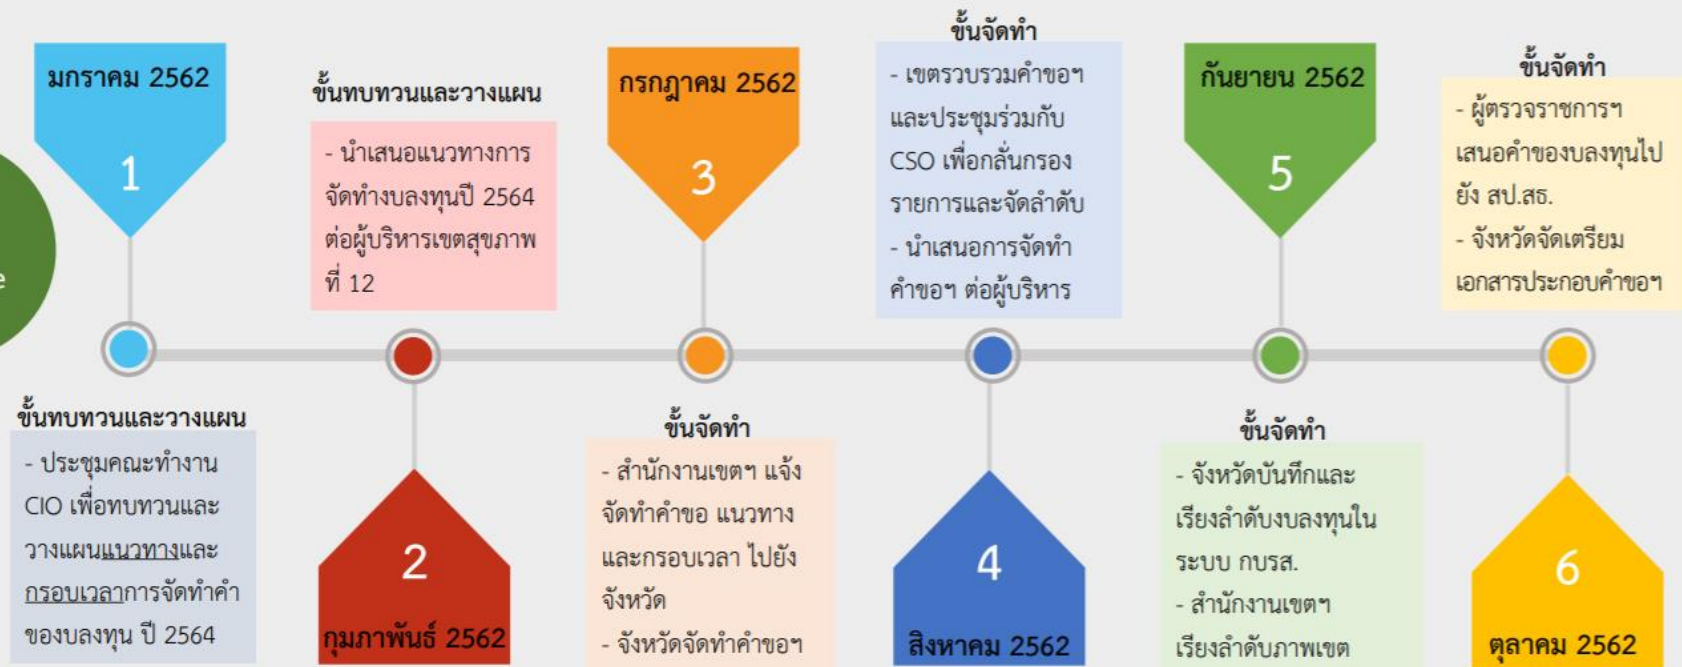 มกราคม 2562
1
ขั้นทบทวนและวางแผน
- ประชุมคณะทำงาน
CIO เพื่อทบทวนและ
วางแผนแนวทางและ
กรอบเวลาการจัดทำคำ
ของบลงทุน ปี 2564
ขั้นทบทวนและวางแผน
- นำเสนอแนวทางการ
จัดทำงบลงทุนปี 2564
ต่อผู้บริหารเขตสุขภาพ
ที่ 12
2
กุมภาพันธ์ 2562
กรกฎาคม 2562
3
ขั้นจัดทำ
- สำนักงานเขตฯ แจ้ง
จัดทำคำขอ แนวทาง
และกรอบเวลา ไปยัง
จังหวัด
- จังหวัดจัดทำคำขอฯ
ขั้นจัดทำ
- เขตรวบรวมคำขอฯ
และประชุมร่วมกับ
CSO เพื่อกลั่นกรอง
รายการและจัดลำดับ
- นำเสนอการจัดทำ
คำขอฯ ต่อผู้บริหาร
4
สิงหาคม 2562
กันยายน 2562
5
ขั้นจัดทำ
- จังหวัดบันทึกและ
เรียงลำดับงบลงทุนใน
ระบบ กบรส.
- สำนักงานเขตฯ
เรียงลำดับภาพเขต
ขั้นจัดทำ
- ผู้ตรวจราชการฯ
เสนอคำของบลงทุนไป
ยัง สป.สธ.
- จังหวัดจัดเตรียม
เอกสารประกอบคำขอฯ
6
ตุลาคม 2562
e